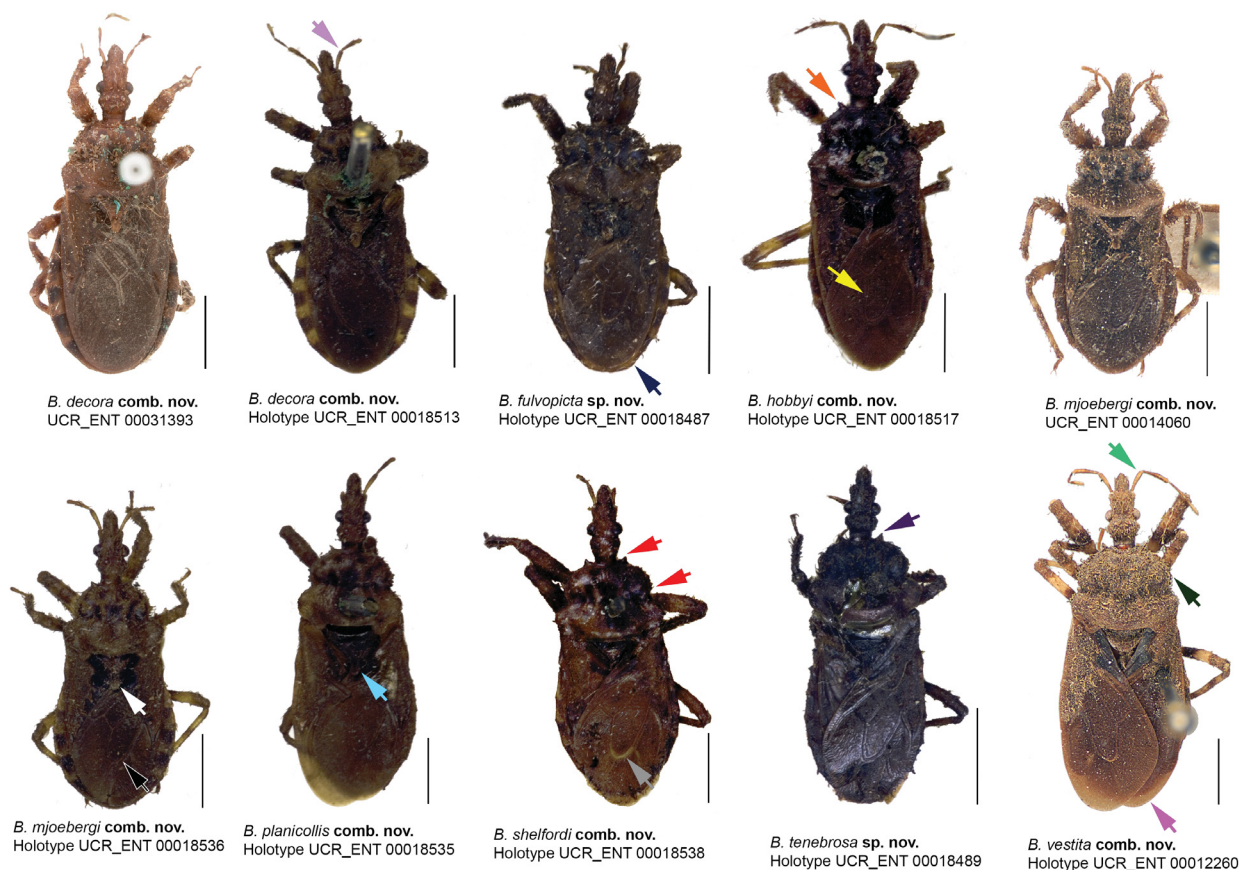 B. decora comb. nov.
UCR_ENT 00031393
B. decora comb. nov.
Holotype UCR_ENT 00018513
B. fulvopicta sp. nov.
Holotype UCR_ENT 00018487
B. hobbyi comb. nov.
Holotype UCR_ENT 00018517
B. mjoebergi comb. nov.
UCR_ENT 00014060
B. mjoebergi comb. nov.
Holotype UCR_ENT 00018536
B. planicollis comb. nov.
Holotype UCR_ENT 00018535
B. shelfordi comb. nov.
Holotype UCR_ENT 00018538
B. tenebrosa sp. nov.
Holotype UCR_ENT 00018489
B. vestita comb. nov.
Holotype UCR_ENT 00012260